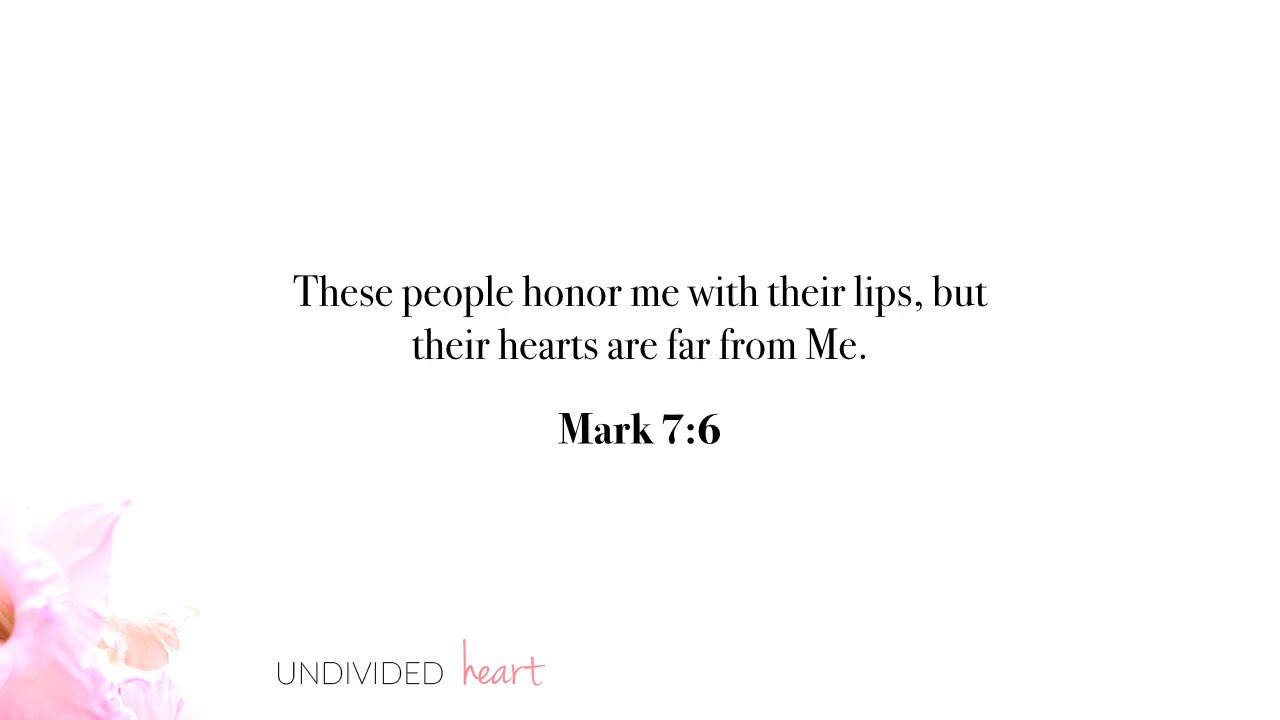 These people honor me with their lips, but
their hearts are far from Me.
Mark 7:6
UNDIVIDED heart